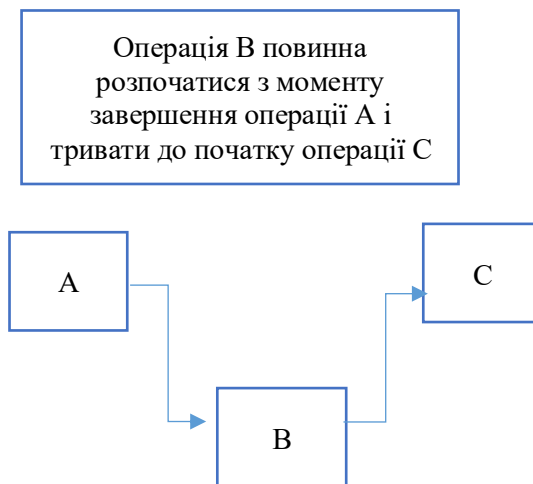 Операція В повинна
розпочатися з моменту
завершення операції А і
тривати до початку операції С
А
С
В